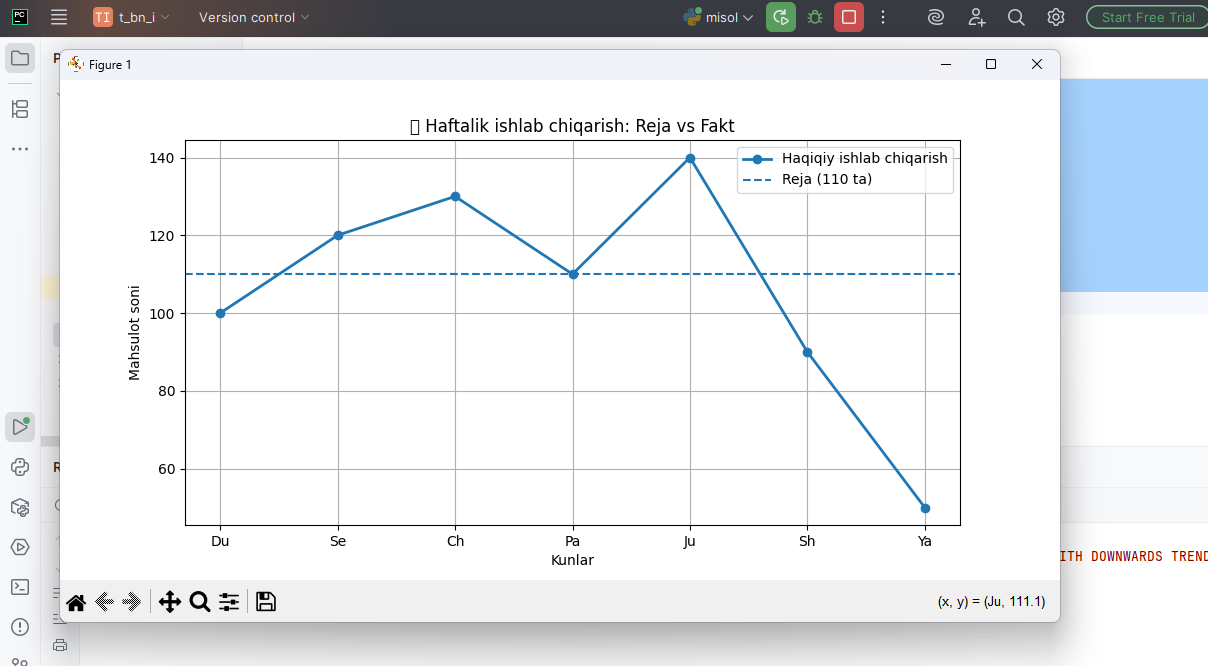 PC
TI t_bn_i
Version control
misol
Start Free Trial
Figure 1
Haftalik ishlab chiqarish: Reja vs Fakt
Haqiqiy ishlab chiqarish
Reja (110 ta)
140
120
100
80
60
Mahsulot soni
Du Se Ch Pa Ju Sh Ya
Kunlar
ITH DOWNWARDS TREND
(x, y) = (Ju, 111.1)